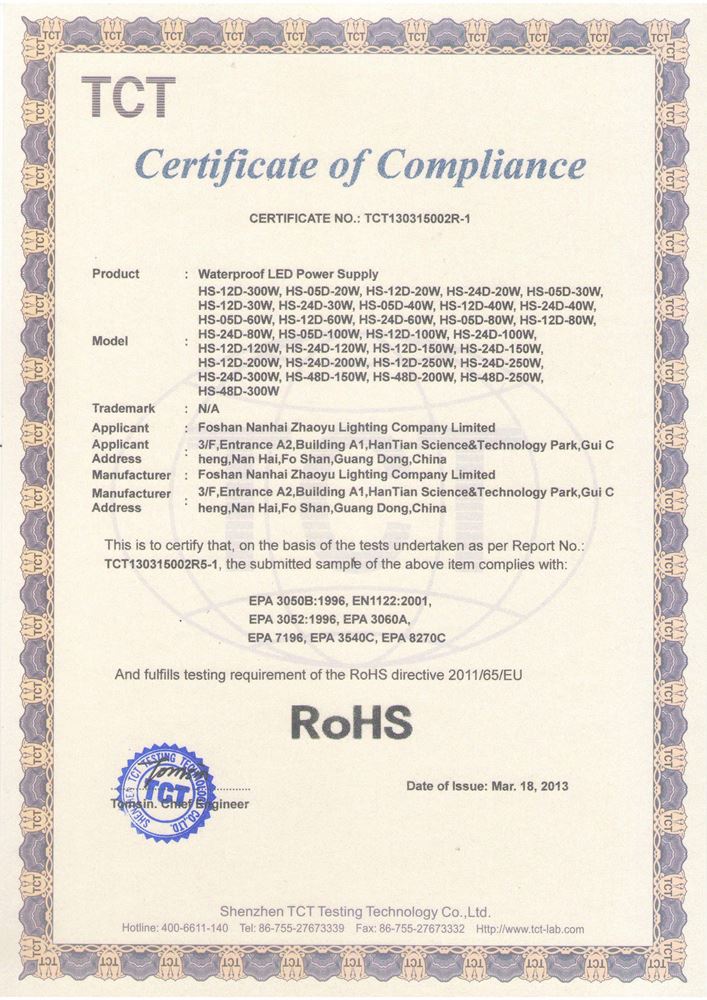 TCT
Certificate of Compliance
CERTIFICATE NO.: TCT130315002R-1
Product : Waterproof LED Power Supply
Model : HS-12D-300W, HS-05D-20W, HS-12D-20W, HS-24D-20W, HS-05D-30W,
HS-12D-30W, HS-24D-30W, HS-05D-40W, HS-12D-40W, HS-24D-40W,
HS-05D-60W, HS-12D-60W, HS-24D-60W, HS-05D-80W, HS-12D-80W,
HS-24D-80W, HS-05D-100W, HS-12D-100W, HS-24D-100W,
HS-12D-120W, HS-24D-120W, HS-12D-150W, HS-24D-150W,
HS-12D-200W, HS-24D-200W, HS-12D-250W, HS-24D-250W,
HS-24D-300W, HS-48D-150W, HS-48D-200W, HS-48D-250W,
HS-48D-300W
Trademark : N/A
Applicant : Foshan Nanhai Zhaoyu Lighting Company Limited
Applicant Address : 3/F,Entrance A2,Building A1,HanTian Science&Technology Park,Gui C
heng,Nan Hai,Fo Shan,Guang Dong,China
Manufacturer : Foshan Nanhai Zhaoyu Lighting Company Limited
Manufacturer Address : 3/F,Entrance A2,Building A1,HanTian Science&Technology Park,Gui C
heng,Nan Hai,Fo Shan,Guang Dong,China
This is to certify that, on the basis of the tests undertaken as per Report No.:
TCT130315002R5-1, the submitted sample of the above item complies with:
EPA 3050B:1996, EN1122:2001,
EPA 3052:1996, EPA 3060A,
EPA 7196, EPA 3540C, EPA 8270C
And fulfills testing requirement of the RoHS directive 2011/65/EU
RoHS
SHENZHEN TCT TESTING TECHNOLOGY CO.,LTD.
TCT
Tomsin
Tomsin. Chief Engineer
Date of Issue: Mar. 18, 2013
Shenzhen TCT Testing Technology Co.,Ltd.
Hotline: 400-6611-140 Tel: 86-755-27673339 Fax: 86-755-27673332 Http://www.tct-lab.com